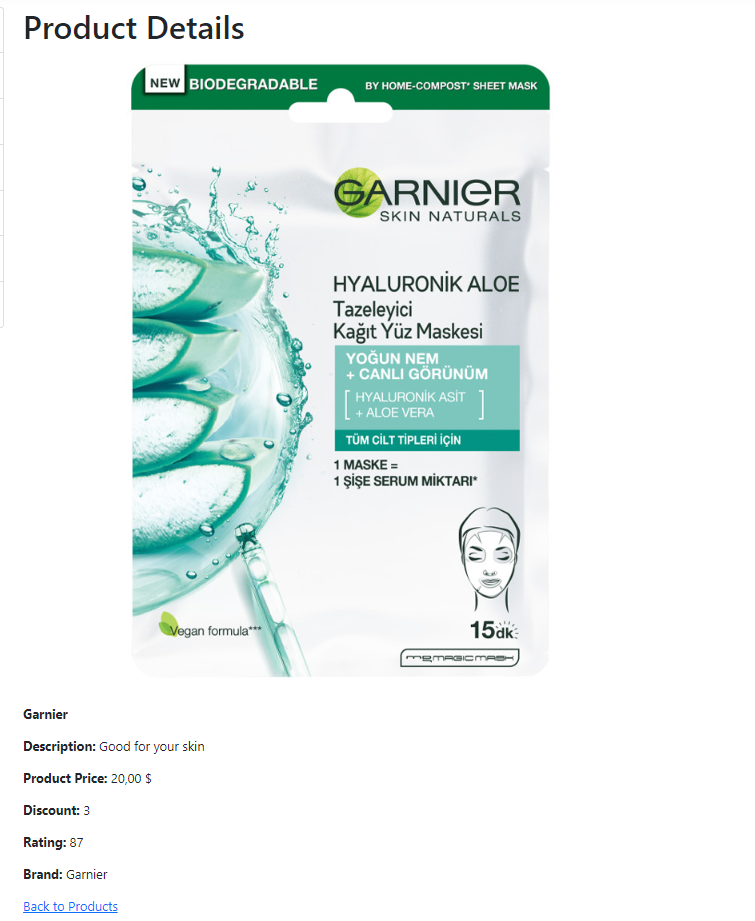 Product Details
NEW BIODEGRADABLE
BY HOME-COMPOST* SHEET MASK
GARNIER
SKIN NATURALS
HYALURONİK ALOE
Tazeleyici
Kağıt Yüz Maskesi
YOĞUN NEM
+ CANLI GÖRÜNÜM
HYALURONİK ASİT
+ ALOE VERA
TÜM CİLT TİPLERİ İÇİN
1 MASKE =
1 ŞİŞE SERUM MİKTARI*
Vegan formula***
15dk
MAGIC MASK
Garnier
Description: Good for your skin
Product Price: 20,00 $
Discount: 3
Rating: 87
Brand: Garnier
Back to Products